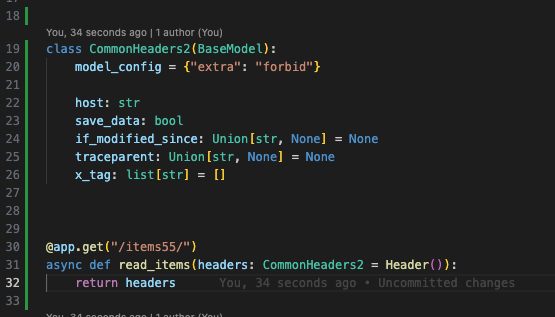 17
18
You, 34 seconds ago | 1 author (You)
19 class CommonHeaders2(BaseModel):
20     model_config = {"extra": "forbid"}
21
22     host: str
23     save_data: bool
24     if_modified_since: Union[str, None] = None
25     traceparent: Union[str, None] = None
26     x_tag: list[str] = []
27
28
29
30 @app.get("/items55/")
31 async def read_items(headers: CommonHeaders2 = Header()):
32     return headers     You, 34 seconds ago • Uncommitted changes
33
You, 34 seconds ago | 1 author (You)